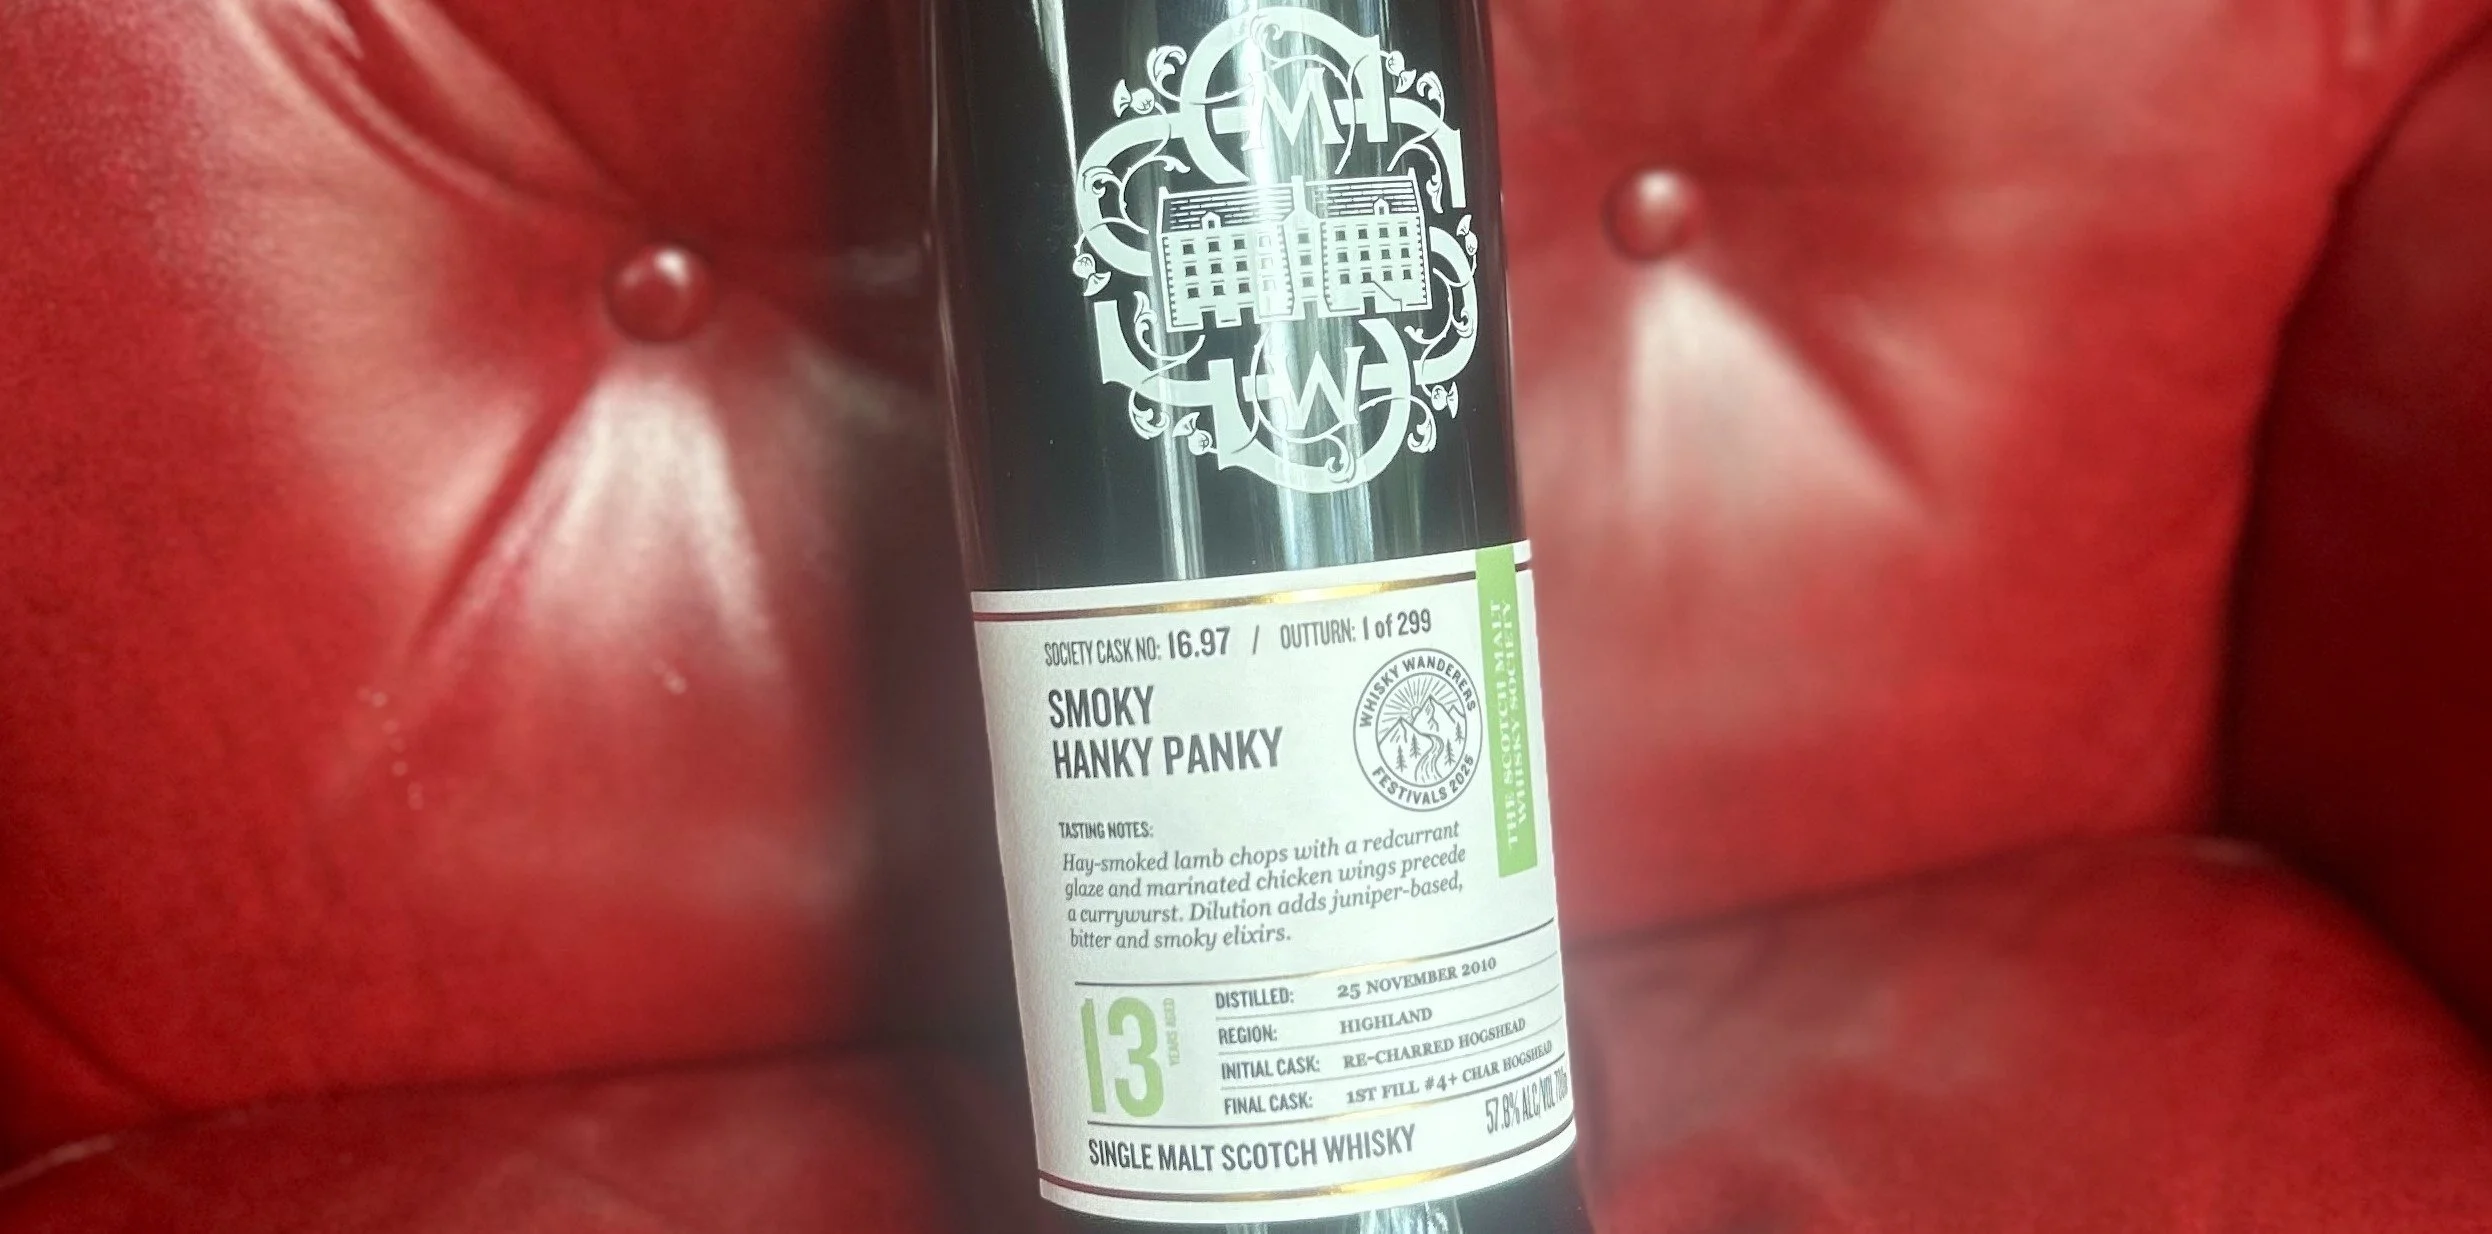 SOCIETY CASK NO: 16.97 / OUTTURN: 1 of 299
SMOKY
HANKY PANKY
WHISKY WANDERERS
FESTIVALS 2025
THE SCOTCH MALT
WHISKY SOCIETY
TASTING NOTES:
Hay-smoked lamb chops with a redcurrant
glaze and marinated chicken wings precede
a currywurst. Dilution adds juniper-based,
bitter and smoky elixirs.
13 YEARS AGED
DISTILLED: 25 NOVEMBER 2010
REGION: HIGHLAND
INITIAL CASK: RE-CHARRED HOGSHEAD
FINAL CASK: 1ST FILL #4+ CHAR HOGSHEAD
SINGLE MALT SCOTCH WHISKY
57.8% ALC/VOL